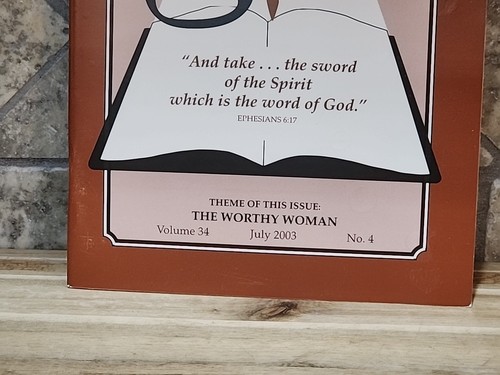 “And take . . . the sword
of the Spirit
which is the word of God.”
EPHESIANS 6:17
THEME OF THIS ISSUE:
THE WORTHY WOMAN
Volume 34 July 2003 No. 4